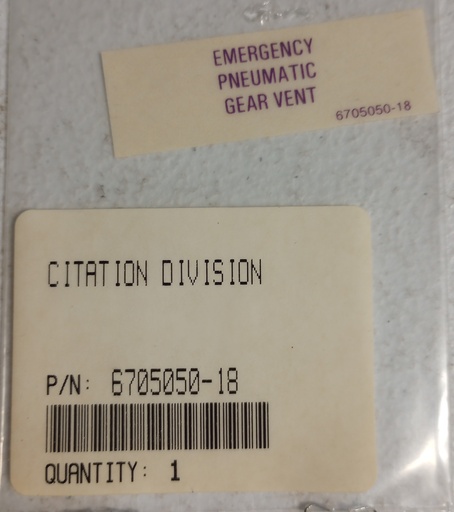 EMERGENCY
PNEUMATIC
GEAR VENT
6705050-18
CITATION DIVISION
P/N: 6705050-18
QUANTITY: 1